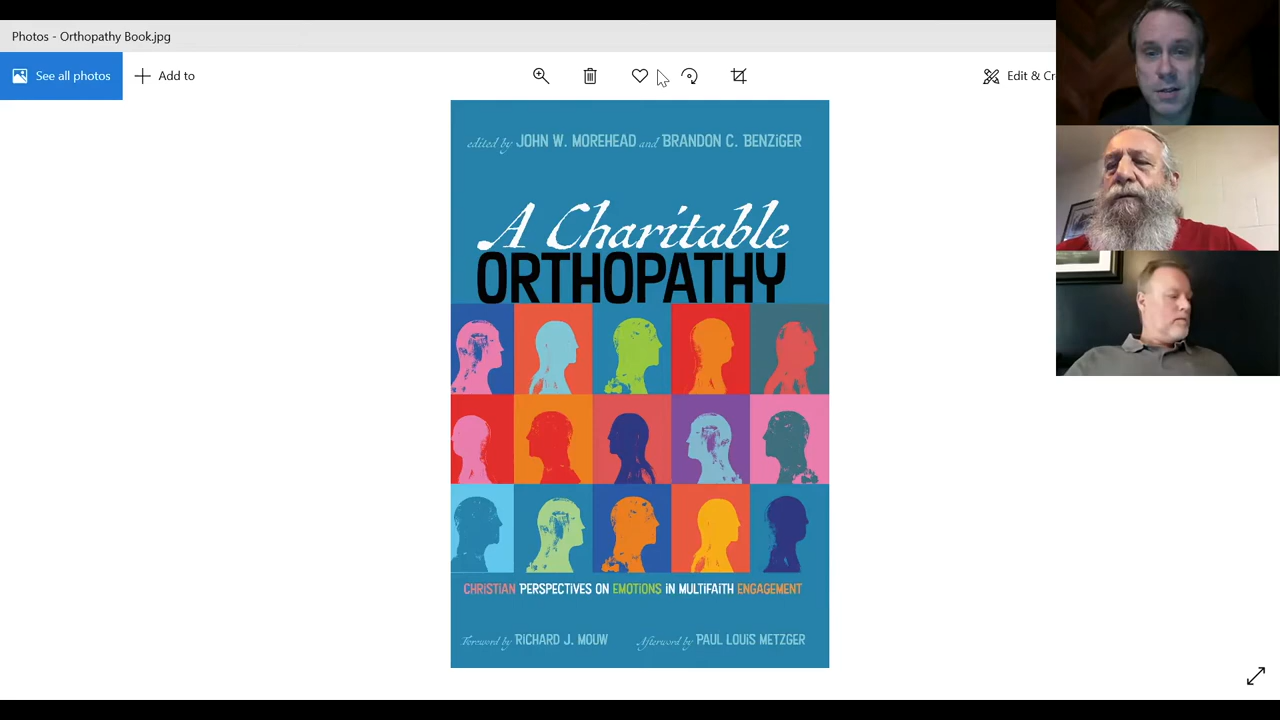 Photos - Orthopathy Book.jpg
See all photos
Add to
Edit & Cr
edited by JOHN W. MOREHEAD and BRANDON C. BENZIGER
A Charitable
ORTHOPATHY
CHRISTIAN PERSPECTIVES ON EMOTIONS IN MULTIFAITH ENGAGEMENT
Foreword by RICHARD J. MOUW Afterword by PAUL LOUIS METZGER